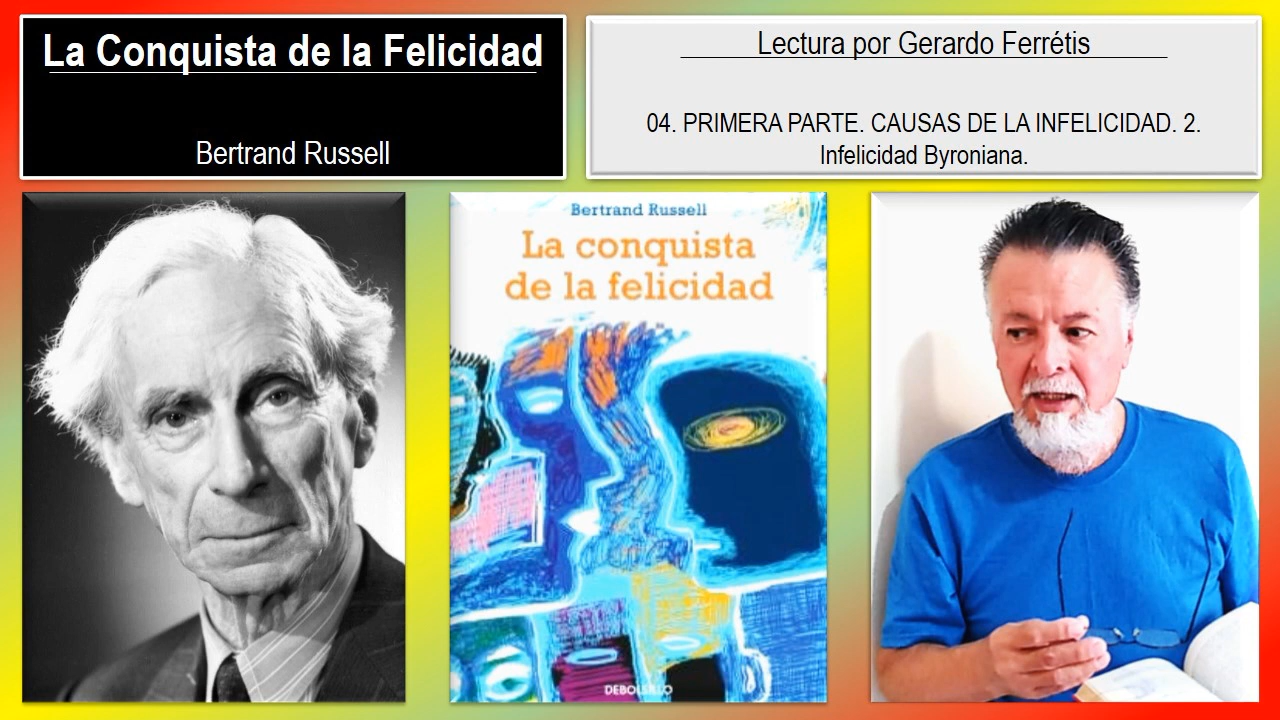 La Conquista de la Felicidad
Bertrand Russell
Lectura por Gerardo Ferrétis
04. PRIMERA PARTE. CAUSAS DE LA INFELICIDAD. 2.
Infelicidad Byroniana.
Bertrand Russell
La conquista
de la felicidad
DEBOLSILLO